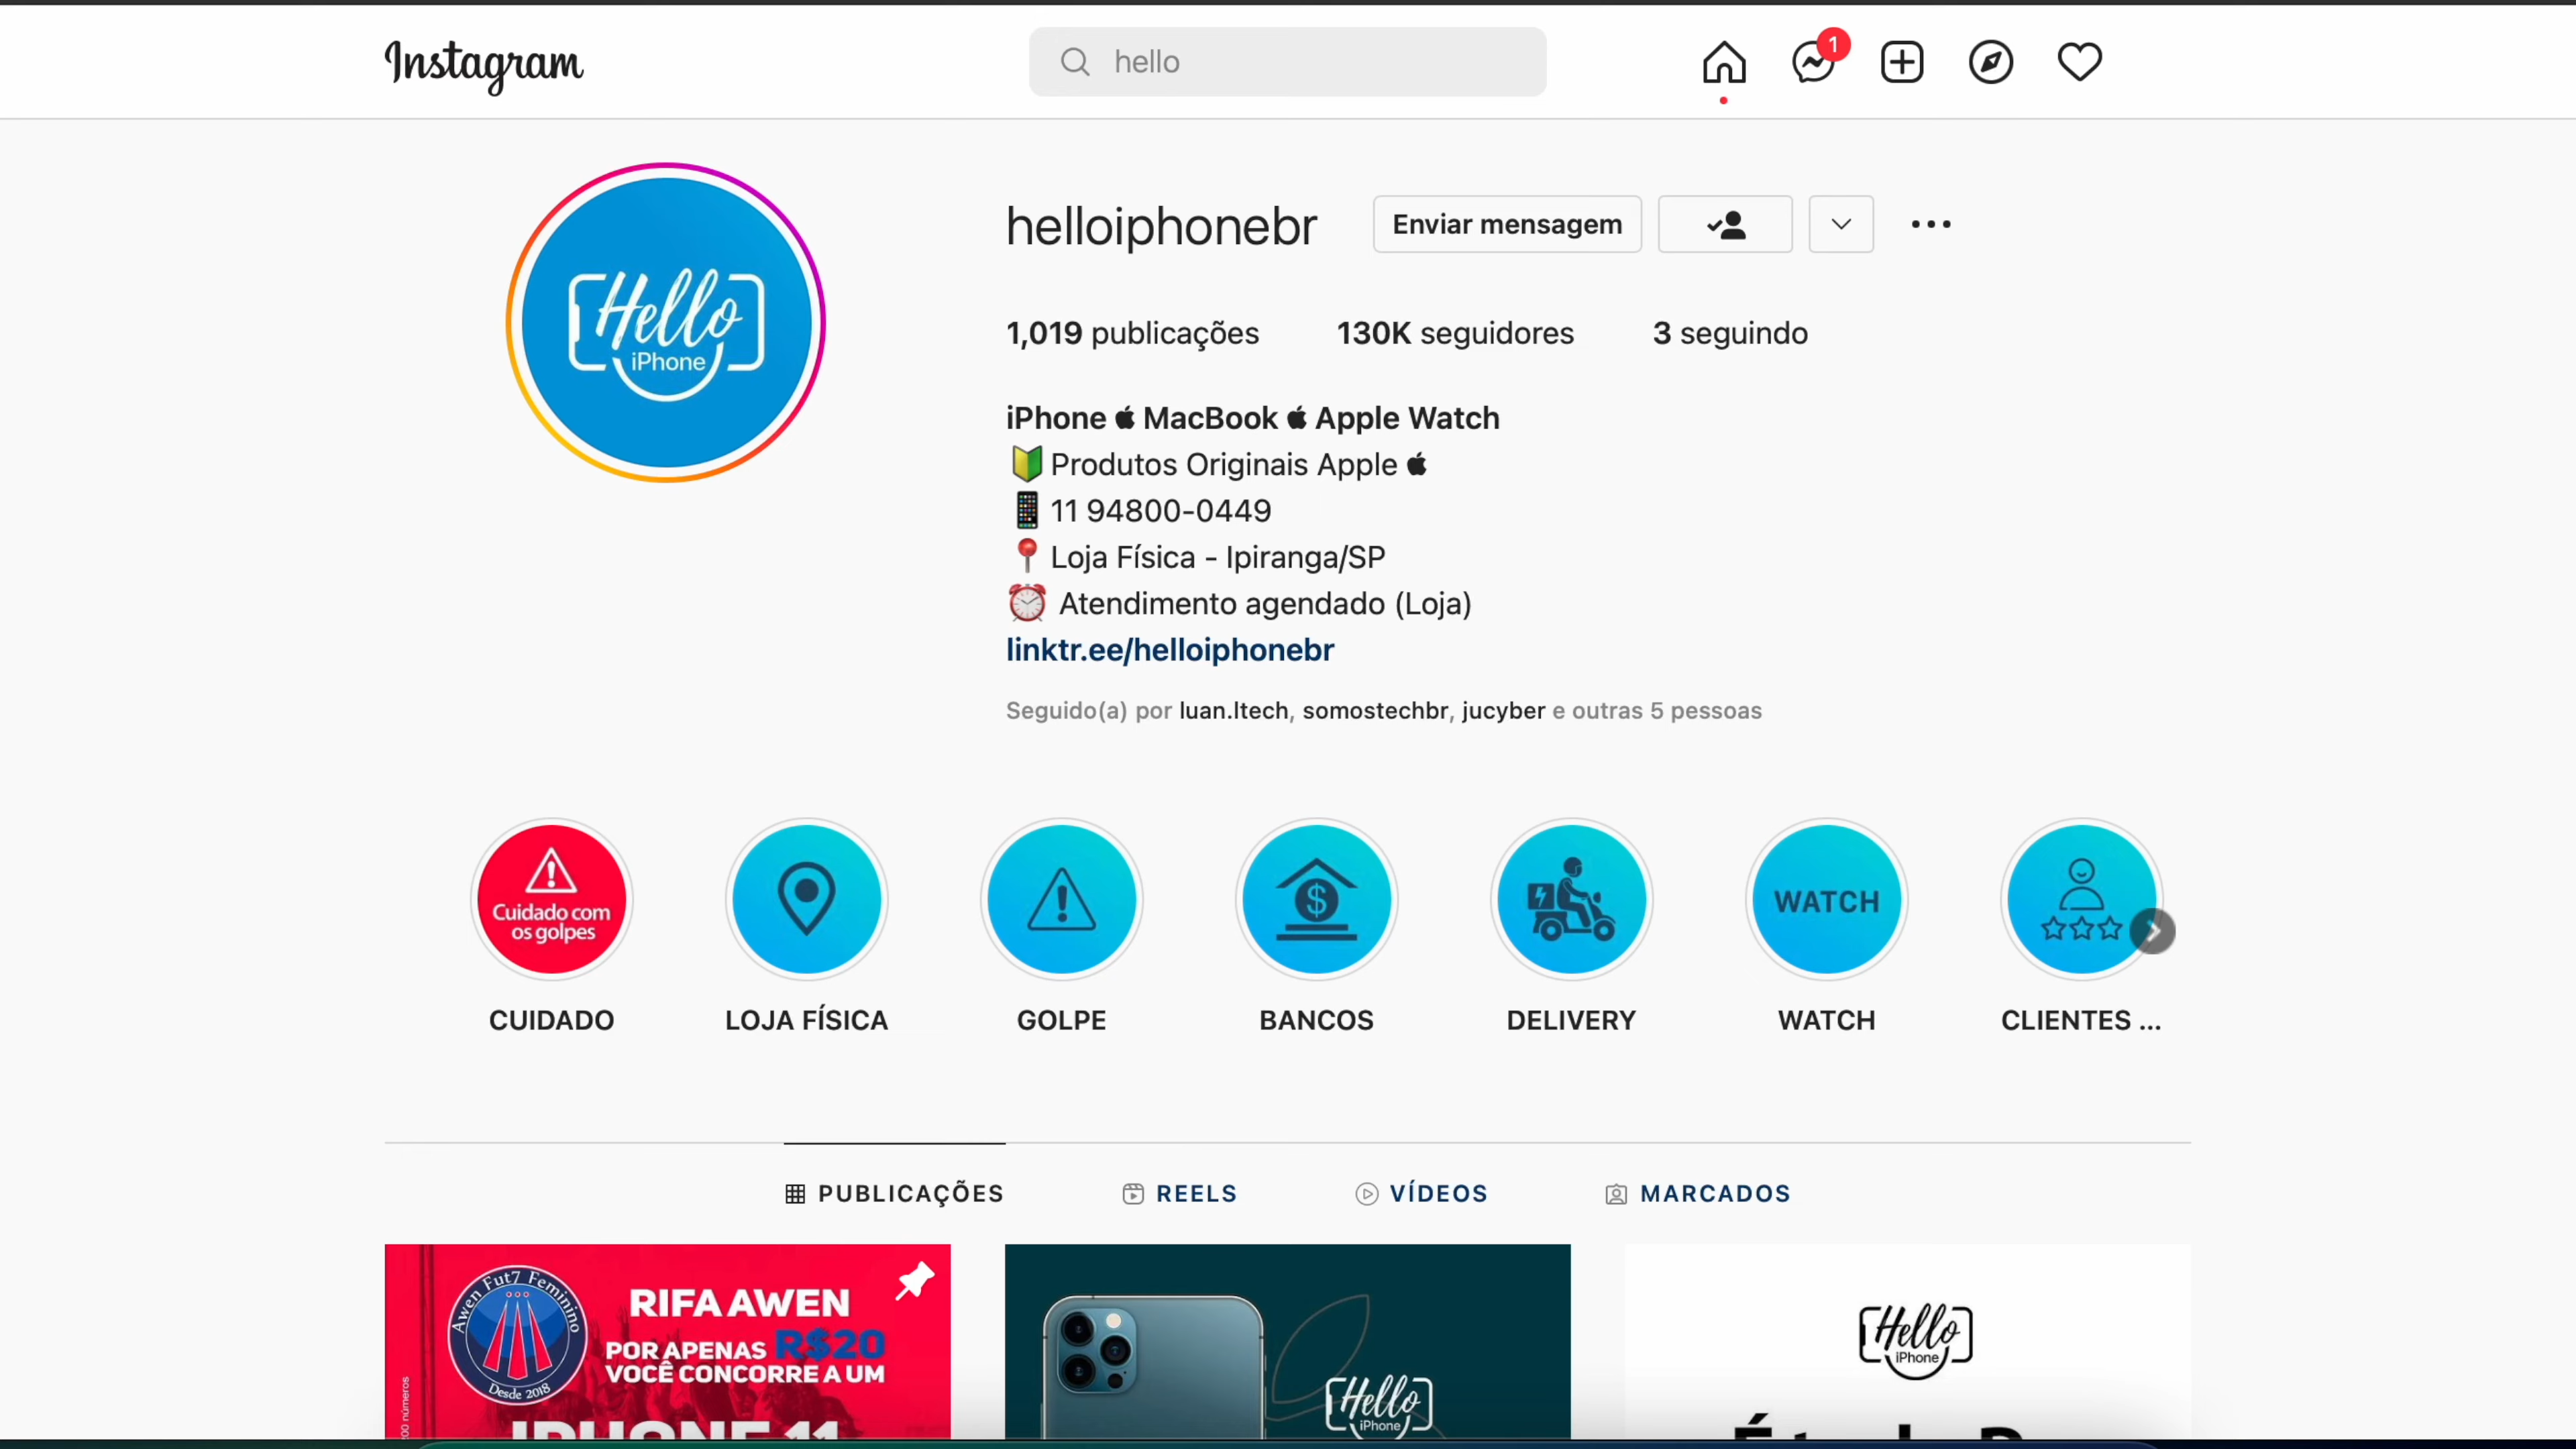 Instagram
hello
1
Hello
iPhone
helloiphonebr
Enviar mensagem
1,019 publicações
130K seguidores
3 seguindo
iPhone  MacBook  Apple Watch
Produtos Originais Apple 
11 94800-0449
Loja Física - Ipiranga/SP
Atendimento agendado (Loja)
linktr.ee/helloiphonebr
Seguido(a) por luan.ltech, somostechbr, jucyber e outras 5 pessoas
Cuidado com
os golpes
$
WATCH
CUIDADO
LOJA FÍSICA
GOLPE
BANCOS
DELIVERY
WATCH
CLIENTES ...
PUBLICAÇÕES
REELS
VÍDEOS
MARCADOS
Awen Fut7 Feminino
Desde 2018
RIFA AWEN
POR APENAS R$20
VOCÊ CONCORRE A UM
IPHONE 11
Hello
iPhone
Hello
iPhone